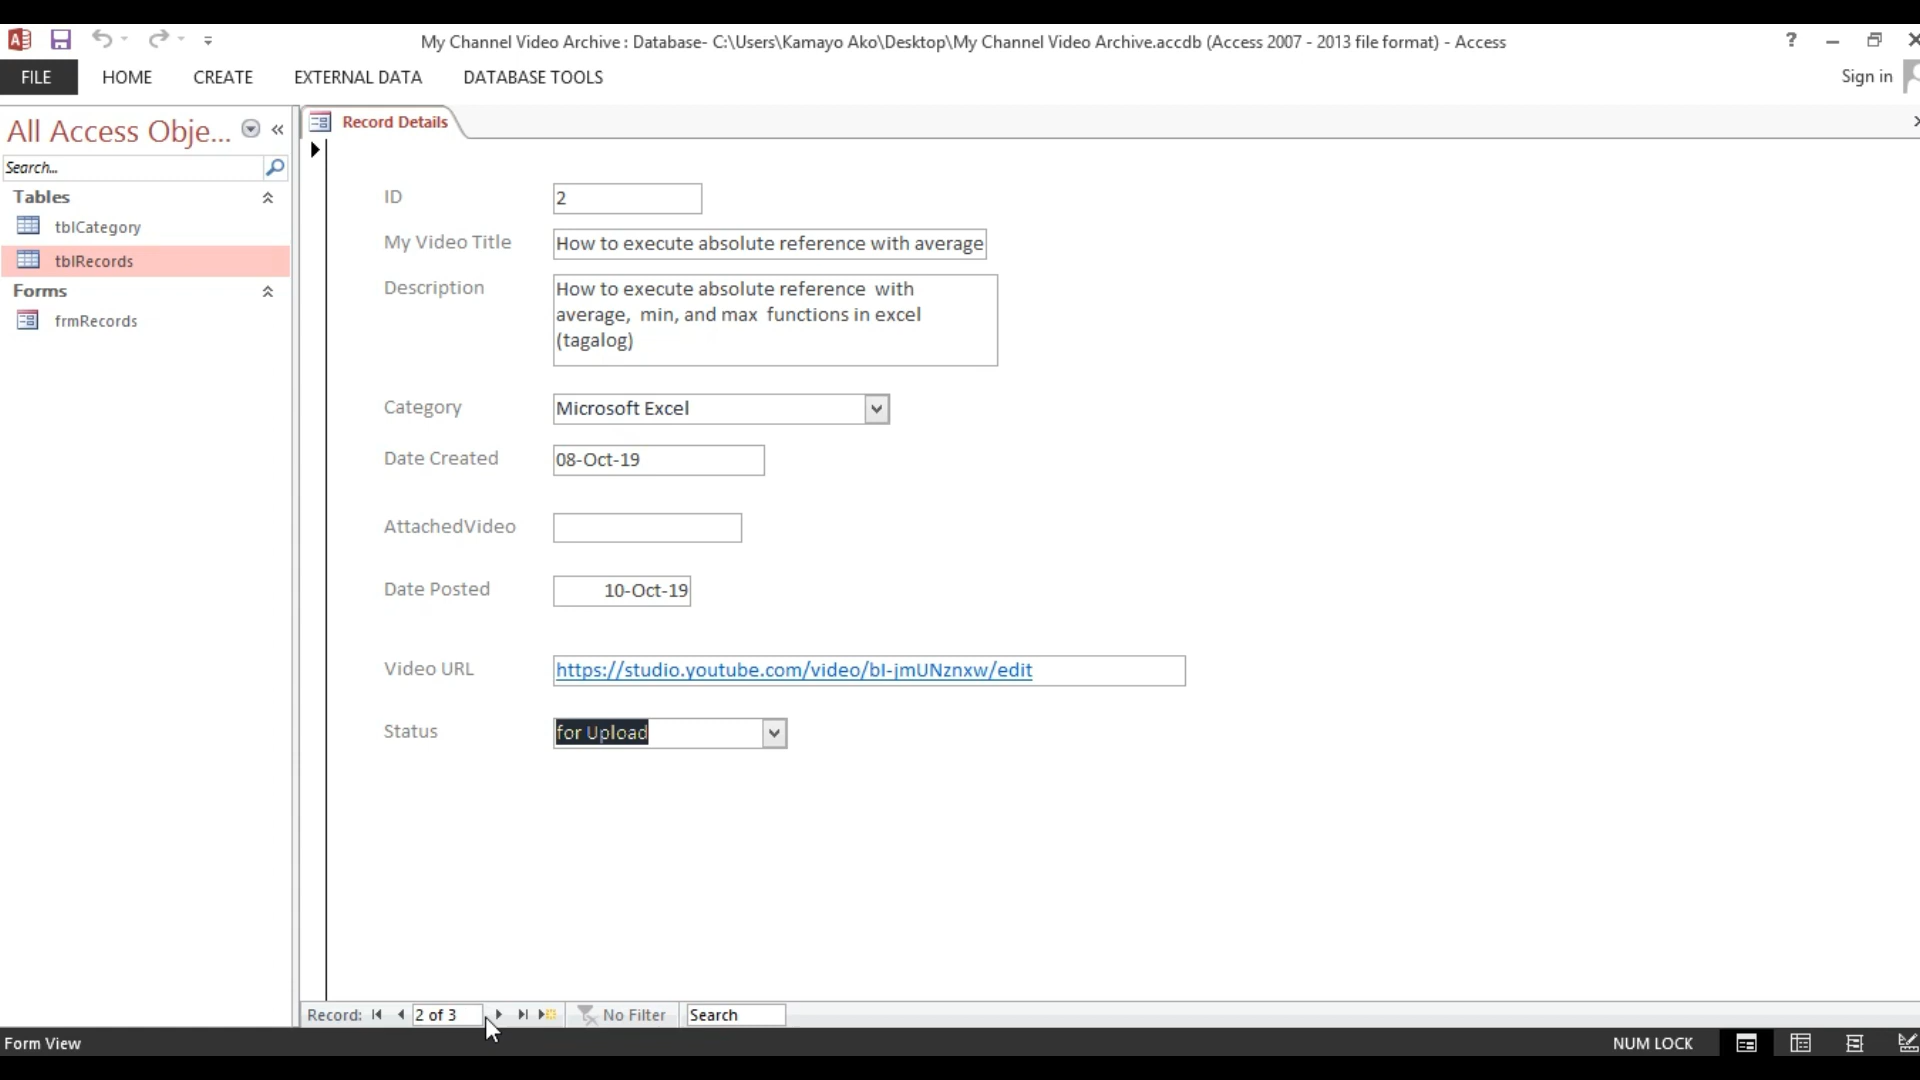 My Channel Video Archive : Database- C:\Users\Kamayo Ako\Desktop\My Channel Video Archive.accdb (Access 2007 - 2013 file format) - Access
?
FILE
HOME
CREATE
EXTERNAL DATA
DATABASE TOOLS
Sign in
All Access Obje...
Search...
Tables
tblCategory
tblRecords
Forms
frmRecords
Record Details
ID
2
My Video Title
How to execute absolute reference with average
Description
How to execute absolute reference  with
average,  min, and max  functions in excel
(tagalog)
Category
Microsoft Excel
Date Created
08-Oct-19
AttachedVideo
Date Posted
10-Oct-19
Video URL
https://studio.youtube.com/video/bI-jmUNznxw/edit
Status
for Upload
Record:
2 of 3
No Filter
Search
Form View
NUM LOCK